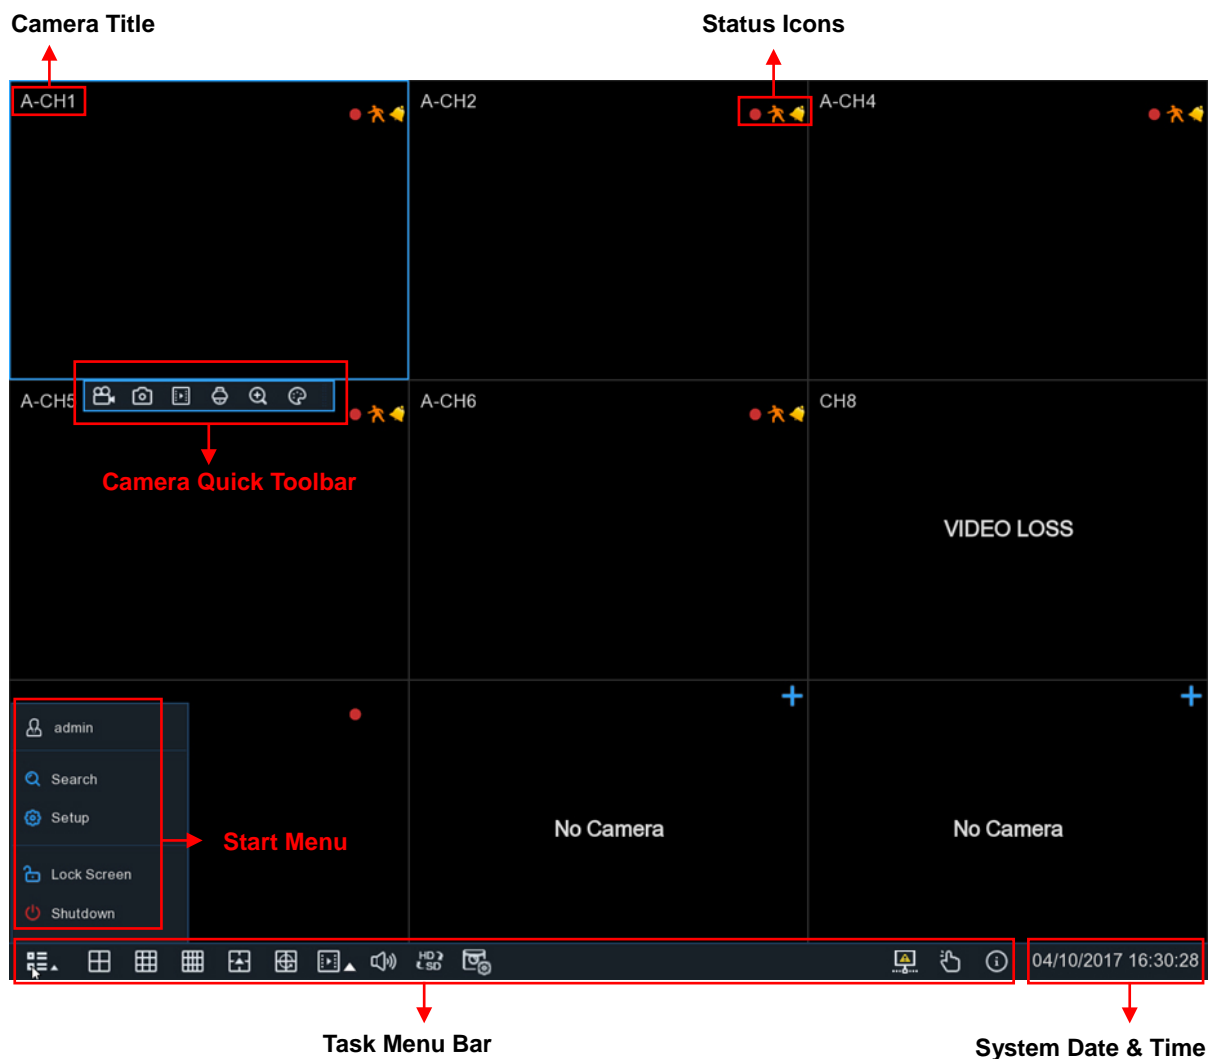 Camera Title
Status Icons
A-CH1
A-CH2
A-CH4
A-CH5
A-CH6
CH8
Camera Quick Toolbar
VIDEO LOSS
admin
Search
Setup
Start Menu
No Camera
No Camera
Lock Screen
Shutdown
HD
SD
04/10/2017 16:30:28
Task Menu Bar
System Date & Time